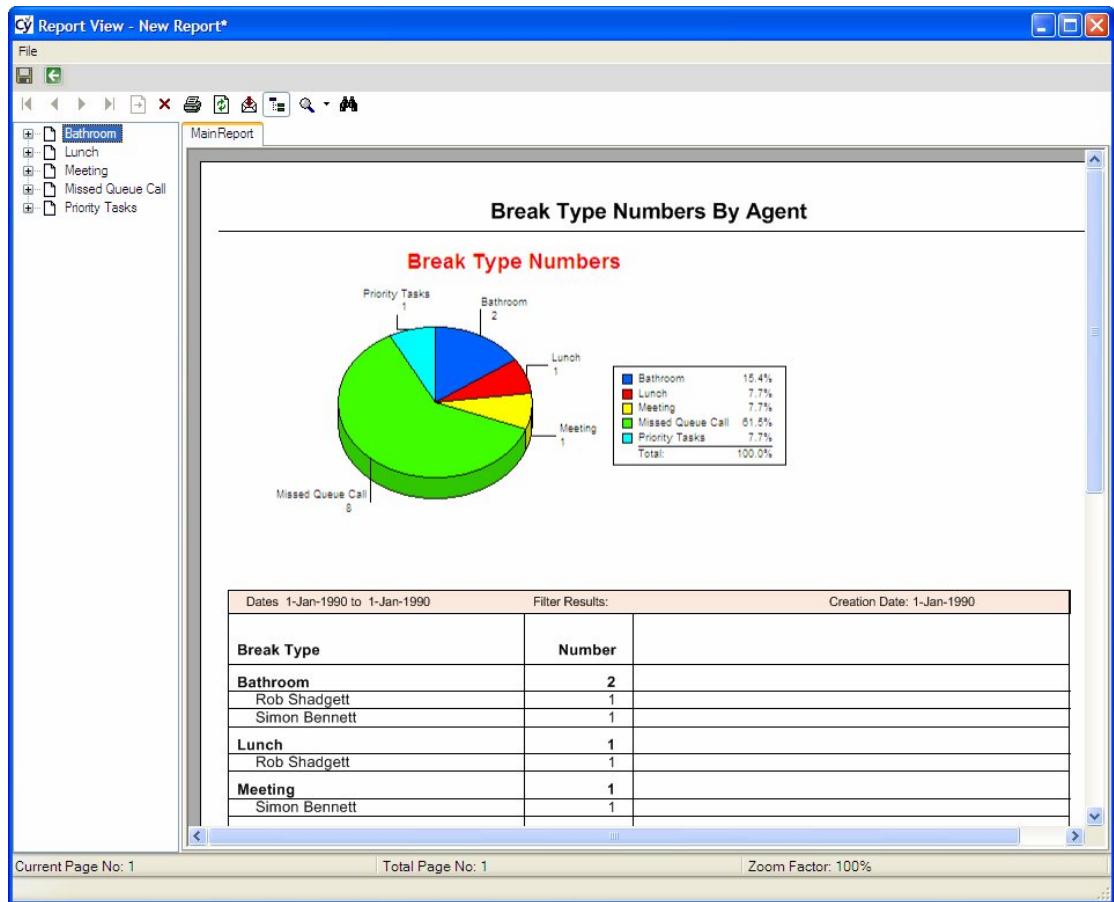 Cy Report View - New Report*
File
Bathroom
Lunch
Meeting
Missed Queue Call
Priority Tasks
MainReport
Break Type Numbers By Agent
Break Type Numbers
Priority Tasks
1
Bathroom
2
Lunch
1
Meeting
1
Missed Queue Call
8
Bathroom 15.4%
Lunch 7.7%
Meeting 7.7%
Missed Queue Call 61.5%
Priority Tasks 7.7%
Total: 100.0%
Dates 1-Jan-1990 to 1-Jan-1990 Filter Results: Creation Date: 1-Jan-1990
Break Type Number
Bathroom 2
Rob Shadgett 1
Simon Bennett 1
Lunch 1
Rob Shadgett 1
Meeting 1
Simon Bennett 1
Current Page No: 1 Total Page No: 1 Zoom Factor: 100%